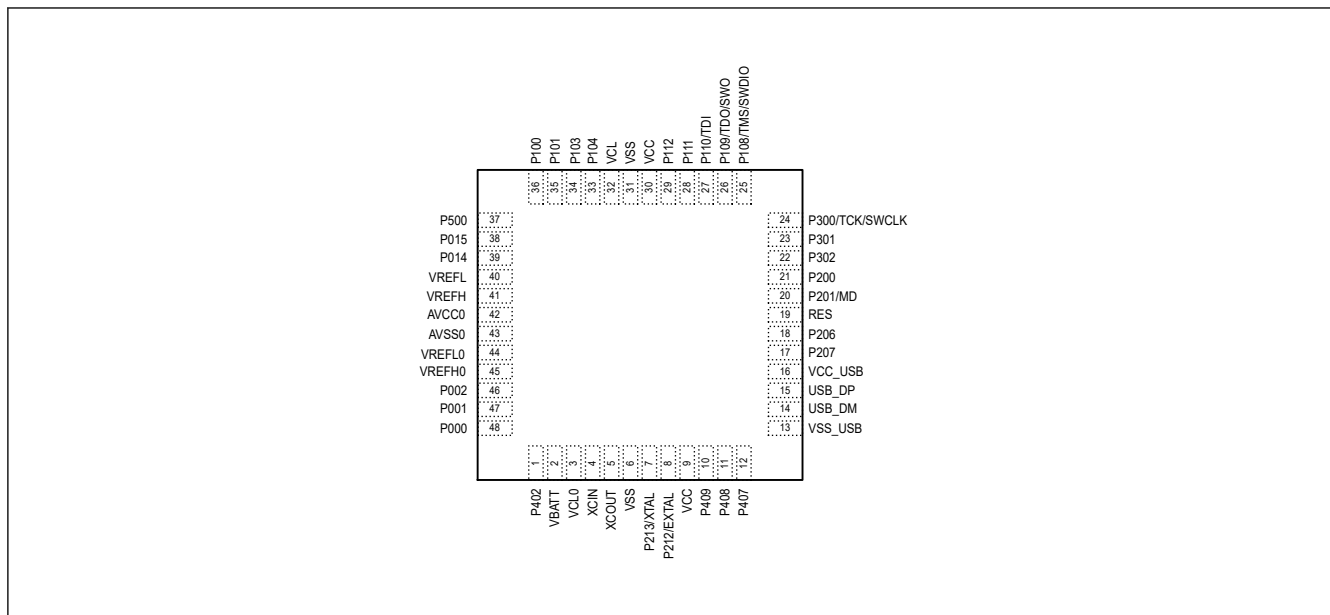 P100
P101
P103
P104
VCL
VSS
VCC
P112
P111
P110/TDI
P109/TDO/SWO
P108/TMS/SWDIO
36
35
34
33
32
31
30
29
28
27
26
25
P500 37
P015 38
P014 39
VREFL 40
VREFH 41
AVCC0 42
AVSS0 43
VREFL0 44
VREFH0 45
P002 46
P001 47
P000 48
24 P300/TCK/SWCLK
23 P301
22 P302
21 P200
20 P201/MD
19 RES
18 P206
17 P207
16 VCC_USB
15 USB_DP
14 USB_DM
13 VSS_USB
1
2
3
4
5
6
7
8
9
10
11
12
P402
VBATT
VCL0
XCIN
XCOUT
VSS
P213/XTAL
P212/EXTAL
VCC
P409
P408
P407